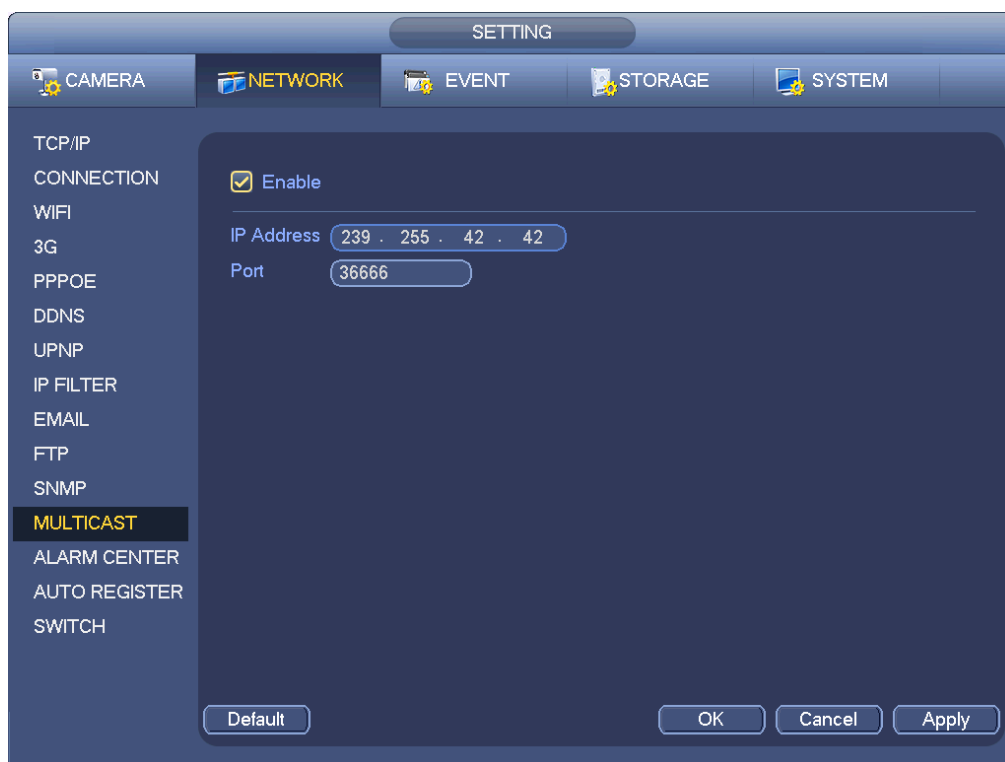 SETTING
CAMERA NETWORK EVENT STORAGE SYSTEM
TCP/IP
CONNECTION
WIFI
3G
PPPOE
DDNS
UPNP
IP FILTER
EMAIL
FTP
SNMP
MULTICAST
ALARM CENTER
AUTO REGISTER
SWITCH
Enable
IP Address 239 . 255 . 42 . 42
Port 36666
Default OK Cancel Apply